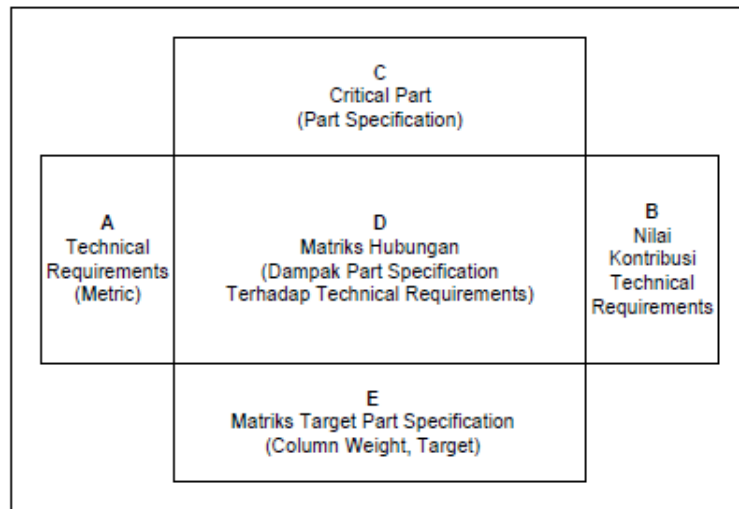 C
Critical Part
(Part Specification)
A
Technical
Requirements
(Metric)
D
Matriks Hubungan
(Dampak Part Specification
Terhadap Technical Requirements)
B
Nilai
Kontribusi
Technical
Requirements
E
Matriks Target Part Specification
(Column Weight, Target)